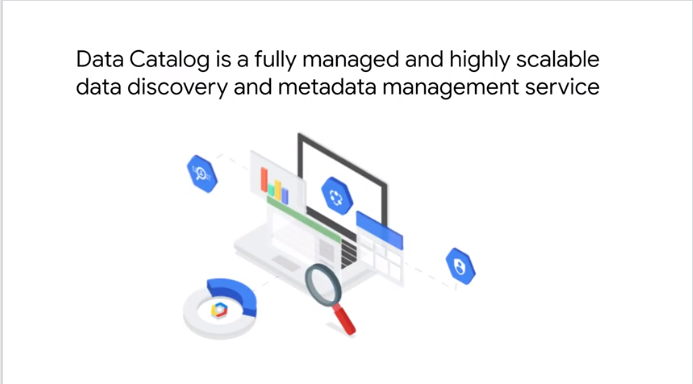 Data Catalog is a fully managed and highly scalable
data discovery and metadata management service